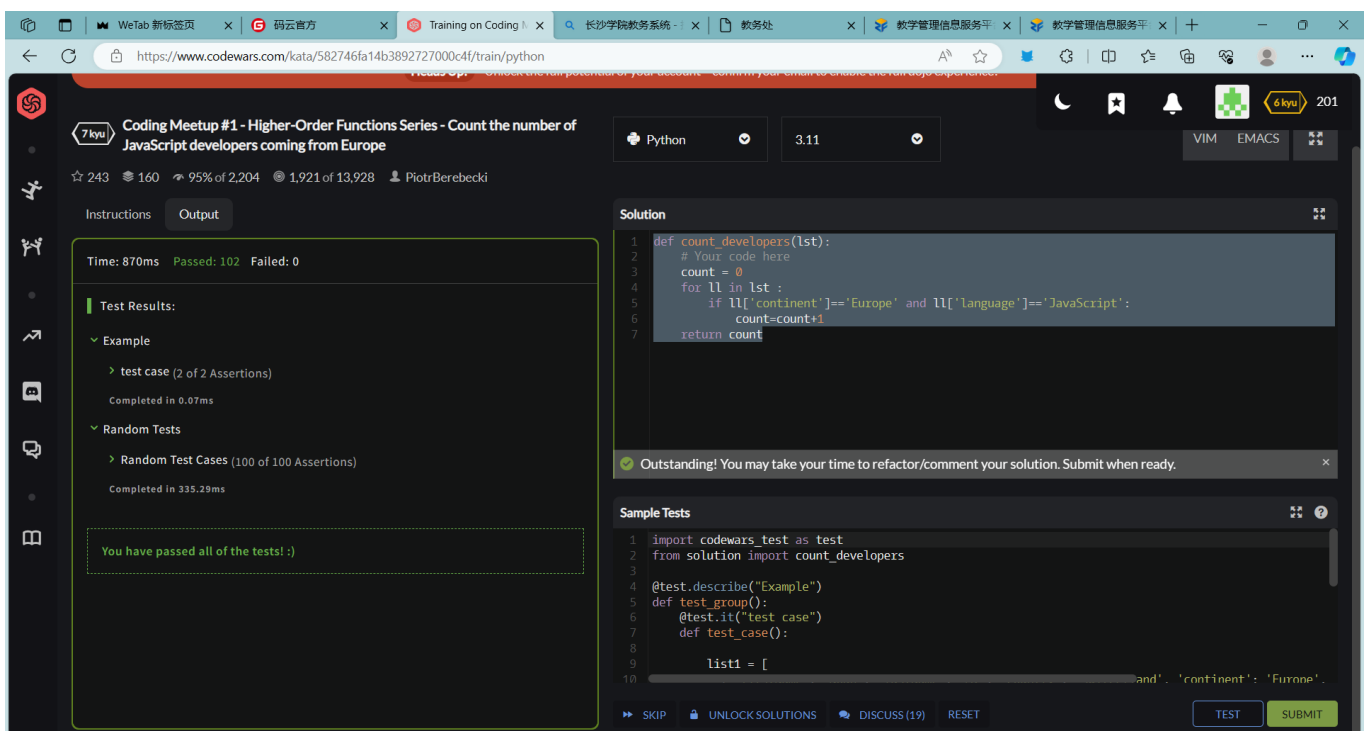 WeTab 新标签页
码云官方
Training on Coding M
长沙学院教务系统 -
教务处
教学管理信息服务平
教学管理信息服务平
https://www.codewars.com/kata/582746fa14b3892727000c4f/train/python
6 kyu 201
7 kyu Coding Meetup #1 - Higher-Order Functions Series - Count the number of
JavaScript developers coming from Europe
243 160 95% of 2,204 1,921 of 13,928 PiotrBerebecki
Python
3.11
VIM EMACS
Instructions Output
Time: 870ms Passed: 102 Failed: 0
Test Results:
Example
test case (2 of 2 Assertions)
Completed in 0.07ms
Random Tests
Random Test Cases (100 of 100 Assertions)
Completed in 335.29ms
You have passed all of the tests! :)
Solution
1 def count_developers(lst):
2     # Your code here
3     count = 0
4     for ll in lst :
5         if ll['continent']=='Europe' and ll['language']=='JavaScript':
6             count=count+1
7     return count
Outstanding! You may take your time to refactor/comment your solution. Submit when ready.
Sample Tests
1 import codewars_test as test
2 from solution import count_developers
3
4 @test.describe("Example")
5 def test_group():
6     @test.it("test case")
7     def test_case():
8
9         list1 = [
10 and', 'continent': 'Europe',
SKIP UNLOCK SOLUTIONS DISCUSS (19) RESET
TEST SUBMIT